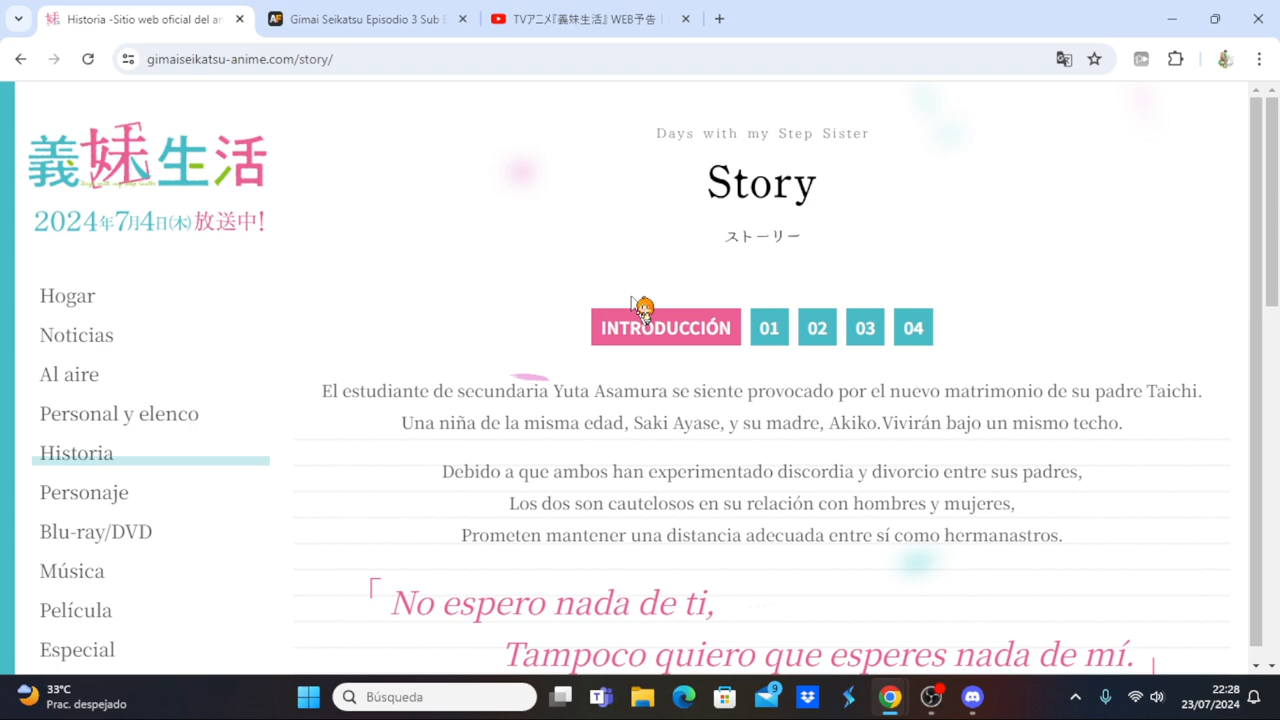 Historia -Sitio web oficial del an
Gimai Seikatsu Episodio 3 Sub E
TVアニメ『義妹生活』WEB予告｜
gimaiseikatsu-anime.com/story/
義妹生活
2024年7月4日(木)放送中!
Hogar
Noticias
Al aire
Personal y elenco
Historia
Personaje
Blu-ray/DVD
Música
Película
Especial
Days with my Step Sister
Story
ストーリー
INTRODUCCIÓN 01 02 03 04
El estudiante de secundaria Yuta Asamura se siente provocado por el nuevo matrimonio de su padre Taichi.
Una niña de la misma edad, Saki Ayase, y su madre, Akiko.Vivirán bajo un mismo techo.
Debido a que ambos han experimentado discordia y divorcio entre sus padres,
Los dos son cautelosos en su relación con hombres y mujeres,
Prometen mantener una distancia adecuada entre sí como hermanastros.
「No espero nada de ti,
Tampoco quiero que esperes nada de mí.」
33°C
Prac. despejado
Búsqueda
9
22:28
23/07/2024